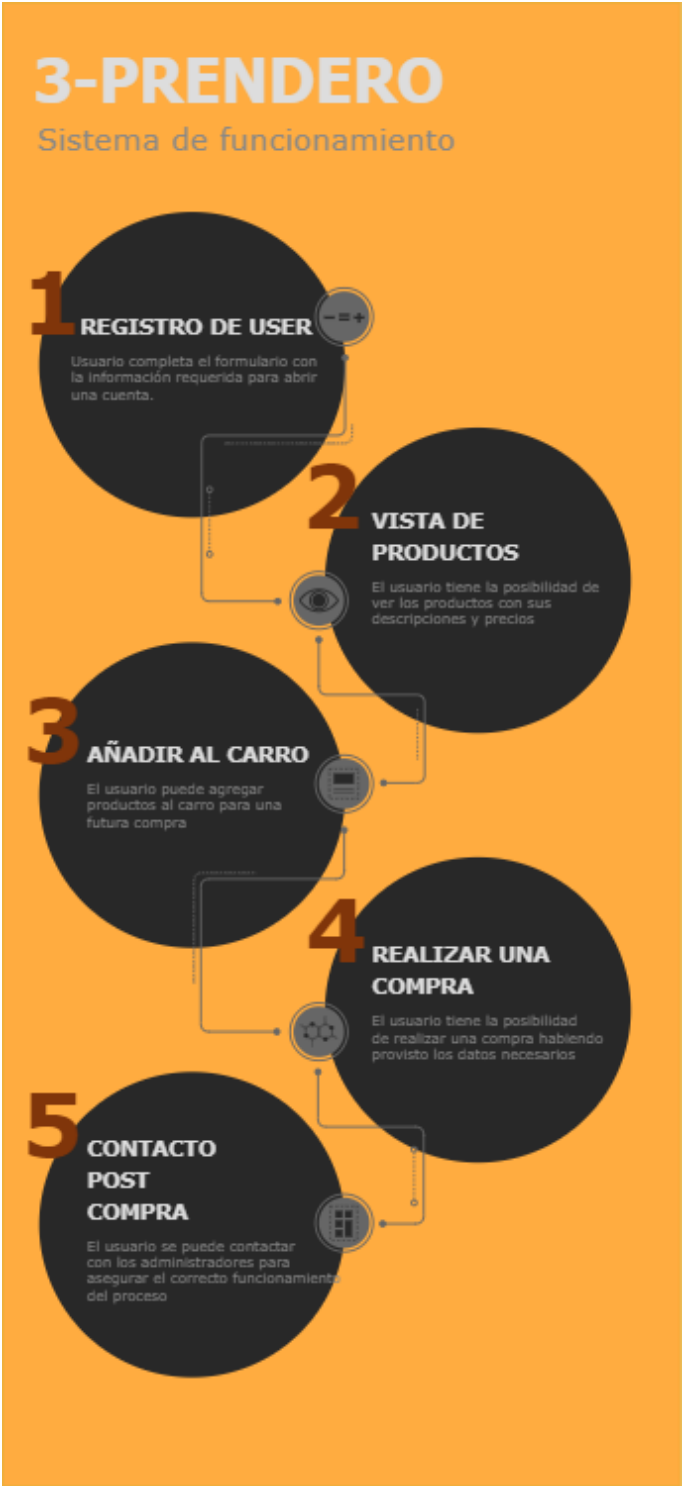 3-PRENDERO
Sistema de funcionamiento
1
REGISTRO DE USER
Usuario completa el formulario con
la información requerida para abrir
una cuenta.
2
VISTA DE
PRODUCTOS
El usuario tiene la posibilidad de
ver los productos con sus
descripciones y precios
3
AÑADIR AL CARRO
El usuario puede agregar
productos al carro para una
futura compra
4
REALIZAR UNA
COMPRA
El usuario tiene la posibilidad
de realizar una compra habiendo
provisto los datos necesarios
5
CONTACTO
POST
COMPRA
El usuario se puede contactar
con los administradores para
asegurar el correcto funcionamiento
del proceso